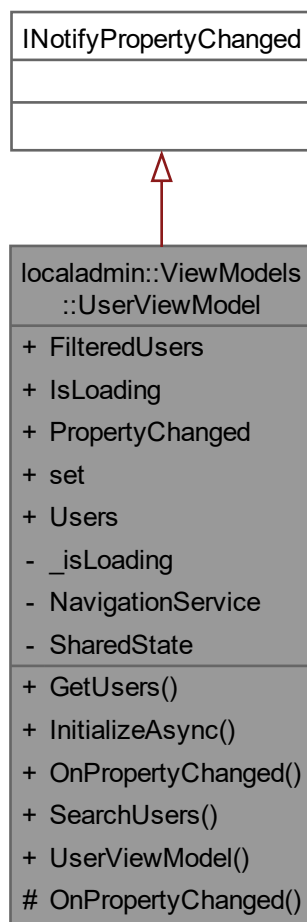 INotifyPropertyChanged
localadmin::ViewModels
::UserViewModel
+ FilteredUsers
+ IsLoading
+ PropertyChanged
+ set
+ Users
- _isLoading
- NavigationService
- SharedState
+ GetUsers()
+ InitializeAsync()
+ OnPropertyChanged()
+ SearchUsers()
+ UserViewModel()
# OnPropertyChanged()